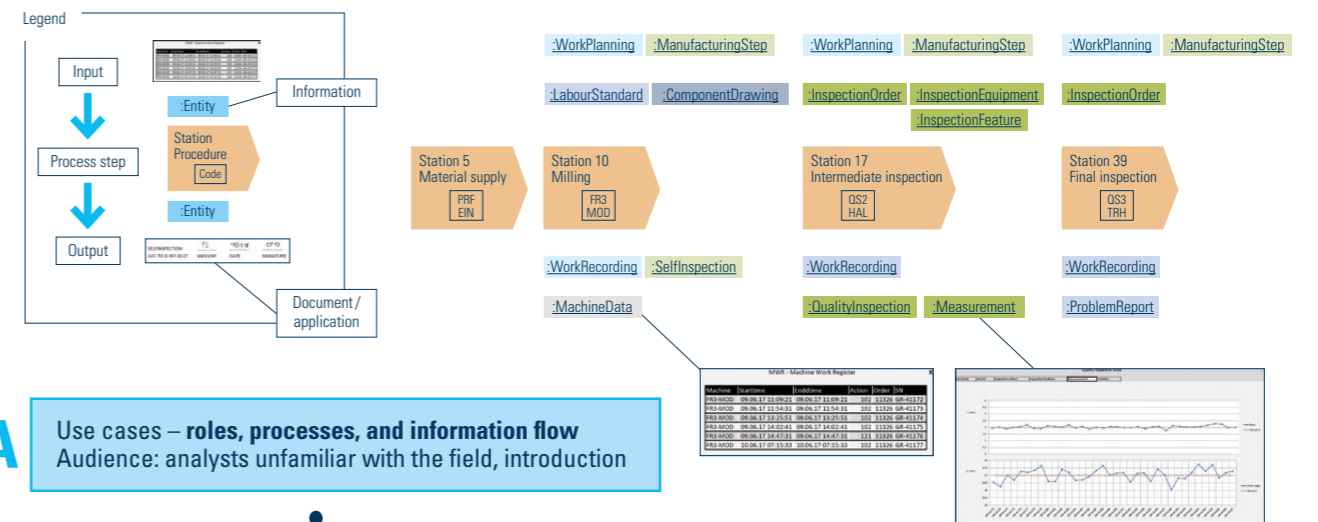 Legend
MWR - Machine Work Register
Input
Information
:Entity
Station
Procedure
Code
Process step
:Entity
Output
SELFINSPECTION
AMOUNT DATE SIGNATURE
Document/
application
:WorkPlanning :ManufacturingStep :WorkPlanning :ManufacturingStep :WorkPlanning :ManufacturingStep
:LabourStandard :ComponentDrawing :InspectionOrder :InspectionEquipment :InspectionOrder
:InspectionFeature
Station 5
Material supply
PRF
EIN
Station 10
Milling
FR3
MOD
Station 17
Intermediate inspection
QS2
HAL
Station 39
Final inspection
QS3
TRH
:WorkRecording :SelfInspection :WorkRecording :WorkRecording
:MachineData :QualityInspection :Measurement :ProblemReport
MWR - Machine Work Register X
Machine Starttime Enddtime Action Order SN
FR3-MOD 09.06.17 11:09:21 09.06.17 11:09:21 102 11326 GR-41172
FR3-MOD 09.06.17 11:54:31 09.06.17 11:54:31 102 11326 GR-41173
FR3-MOD 09.06.17 13:25:51 09.06.17 13:25:51 102 11326 GR-41174
FR3-MOD 09.06.17 14:02:41 09.06.17 14:02:41 102 11326 GR-41175
FR3-MOD 09.06.17 14:47:31 09.06.17 14:47:31 121 11326 GR-41176
FR3-MOD 10.06.17 07:15:33 10.06.17 07:15:33 102 11326 GR-41177
A
Use cases – roles, processes, and information flow
Audience: analysts unfamiliar with the field, introduction